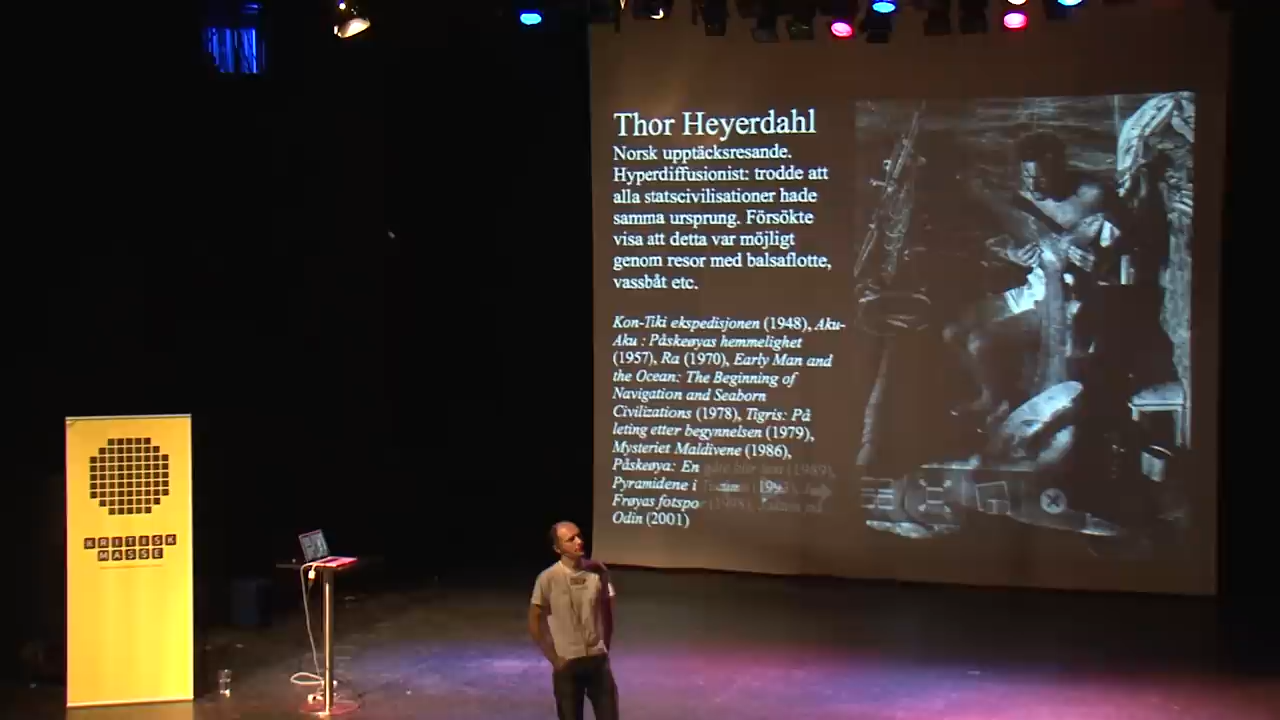 Thor Heyerdahl
Norsk upptäcksresande.
Hyperdiffusionist: trodde att
alla statscivilisationer hade
samma ursprung. Försökte
visa att detta var möjligt
genom resor med balsaflotte,
vassbåt etc.
Kon-Tiki ekspedisjonen (1948), Aku-
Aku : Påskeøyas hemmelighet
(1957), Ra (1970), Early Man and
the Ocean: The Beginning of
Navigation and Seaborn
Civilizations (1978), Tigris: På
leting etter begynnelsen (1979),
Mysteriet Maldivene (1986),
Påskeøya: En
Pyramidene i
Frøyas fotspo
Odin (2001)
KRITISK
MASSE